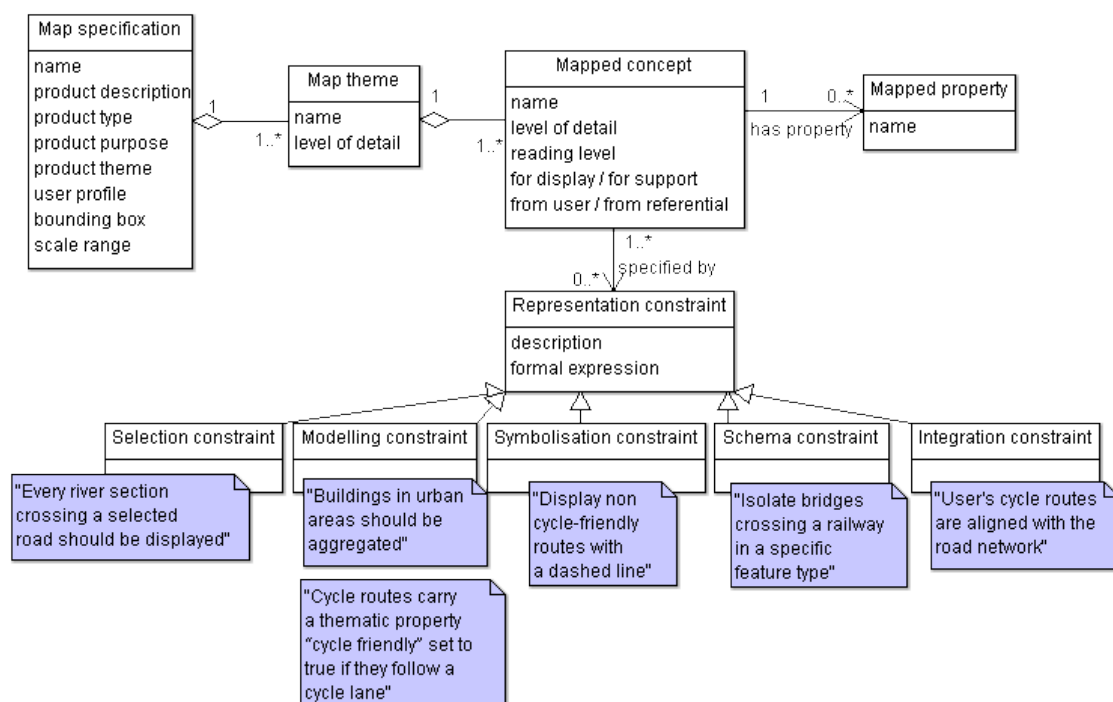 Map specification
name
product description
product type
product purpose
product theme
user profile
bounding box
scale range
1
1..*
Map theme
name
level of detail
1
1..*
Mapped concept
name
level of detail
reading level
for display / for support
from user / from referential
1
0..*
has property
Mapped property
name
1..*
0..*
specified by
Representation constraint
description
formal expression
Selection constraint
Modelling constraint
Symbolisation constraint
Schema constraint
Integration constraint
"Every river section
crossing a selected
road should be displayed"
"Buildings in urban
areas should be
aggregated"
"Cycle routes carry
a thematic property
“cycle friendly” set to
true if they follow a
cycle lane"
"Display non
cycle-friendly
routes with
a dashed line"
"Isolate bridges
crossing a railway
in a specific
feature type"
"User's cycle routes
are aligned with the
road network"